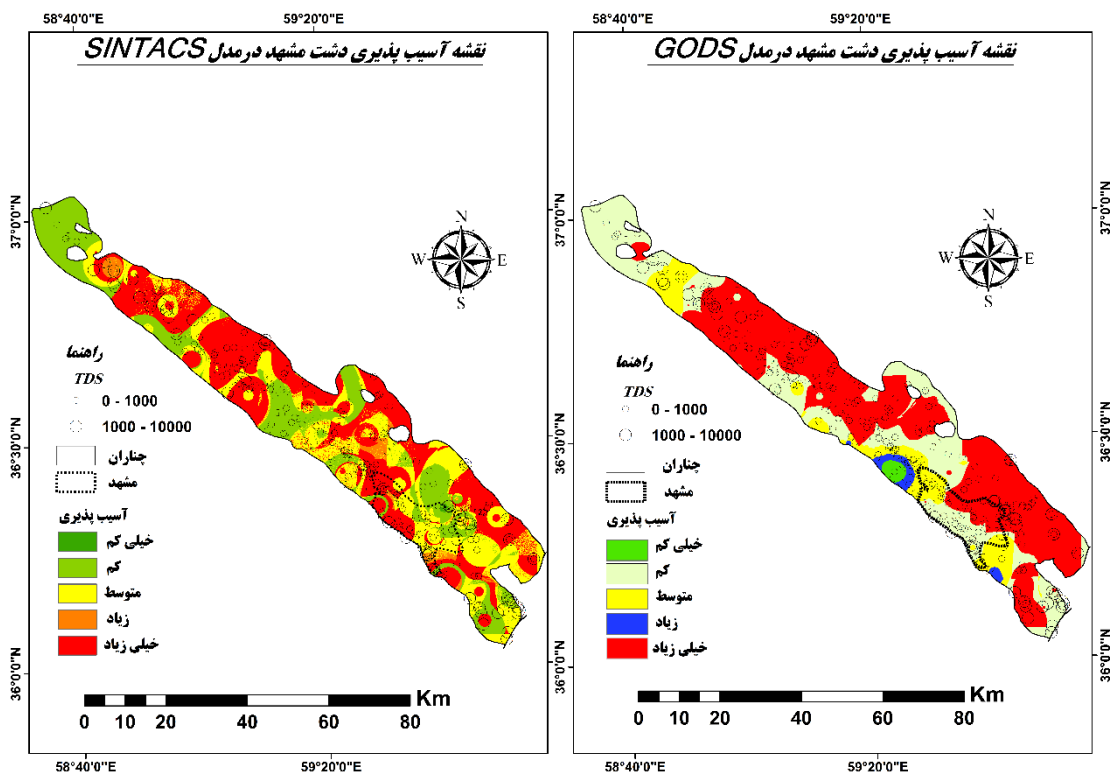 58°40'0"E
59°20'0"E
نقشه آسیب پذیری دشت مشهد درمدل SINTACS
37°0'0"N
N
W
E
S
راهنما
TDS
0 - 1000
1000 - 10000
چناران
مشهد
36°30'0"N
آسیب پذیری
خیلی کم
کم
متوسط
زیاد
خیلی زیاد
36°0'0"N
Km
0 10 20 40 60 80
58°40'0"E
59°20'0"E
58°40'0"E
59°20'0"E
نقشه آسیب پذیری دشت مشهد درمدل GODS
37°0'0"N
N
W
E
S
راهنما
TDS
0 - 1000
1000 - 10000
چناران
مشهد
36°30'0"N
آسیب پذیری
خیلی کم
کم
متوسط
زیاد
خیلی زیاد
36°0'0"N
Km
0 10 20 40 60 80
58°40'0"E
59°20'0"E
37°0'0"N
36°30'0"N
36°0'0"N